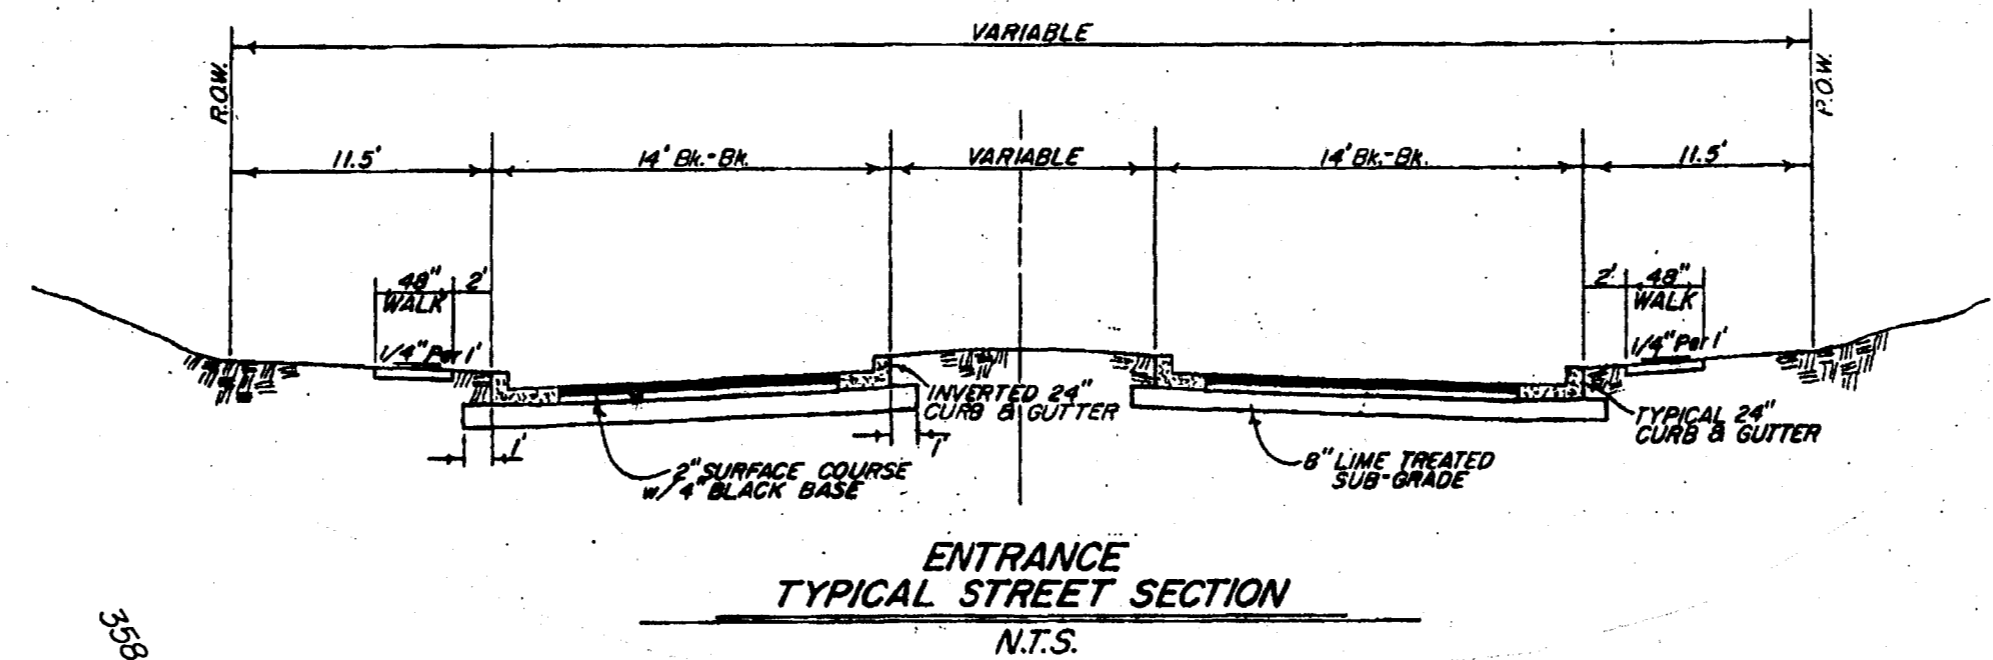 VARIABLE
R.O.W.
P.O.W.
11.5'
14' Bk.-Bk.
VARIABLE
14' Bk.-Bk.
11.5'
48"
WALK
2'
2'
48"
WALK
1/4" Per 1'
1/4" Per 1'
INVERTED 24"
CURB & GUTTER
TYPICAL 24"
CURB & GUTTER
1'
1'
2" SURFACE COURSE
w/4" BLACK BASE
8" LIME TREATED
SUB-GRADE
ENTRANCE
TYPICAL STREET SECTION
N.T.S.
358